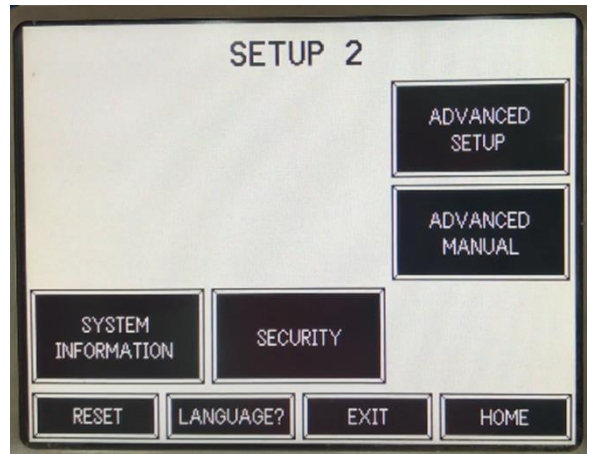 SETUP 2
ADVANCED
SETUP
ADVANCED
MANUAL
SYSTEM
INFORMATION
SECURITY
RESET
LANGUAGE?
EXIT
HOME